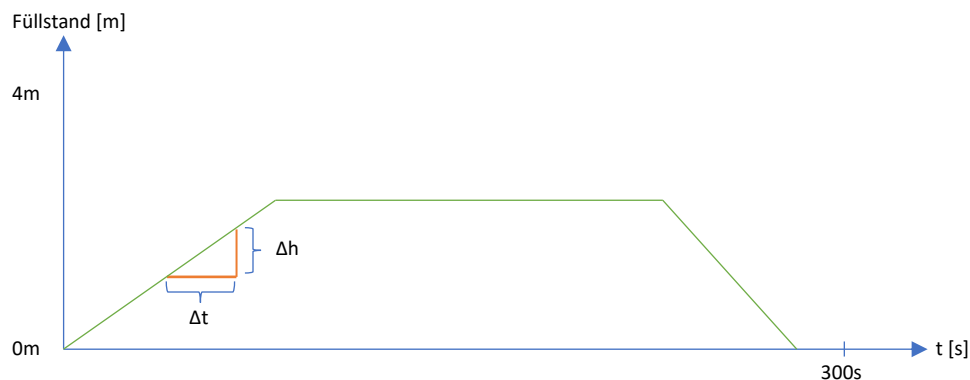 Füllstand [m]
4m
Δh
Δt
0m
t [s]
300s